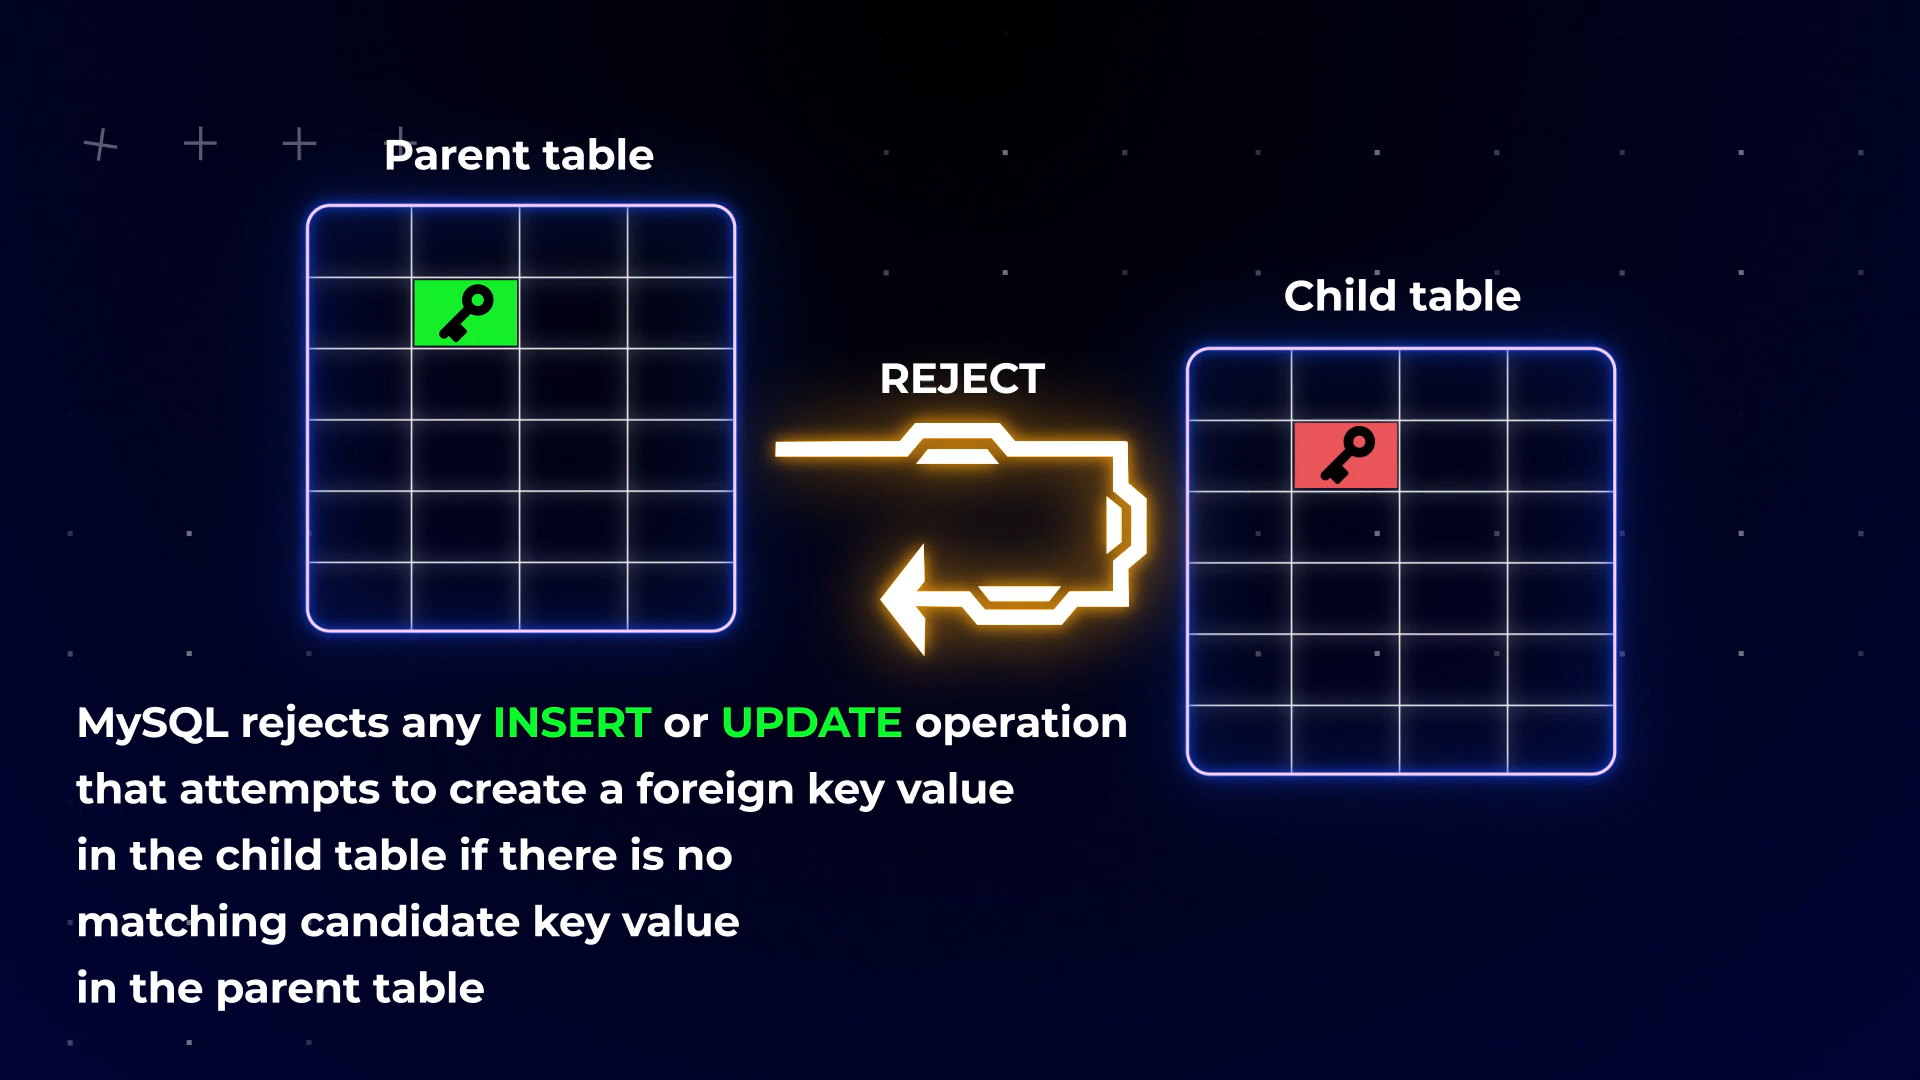 Parent table
Child table
REJECT
MySQL rejects any INSERT or UPDATE operation
that attempts to create a foreign key value
in the child table if there is no
matching candidate key value
in the parent table